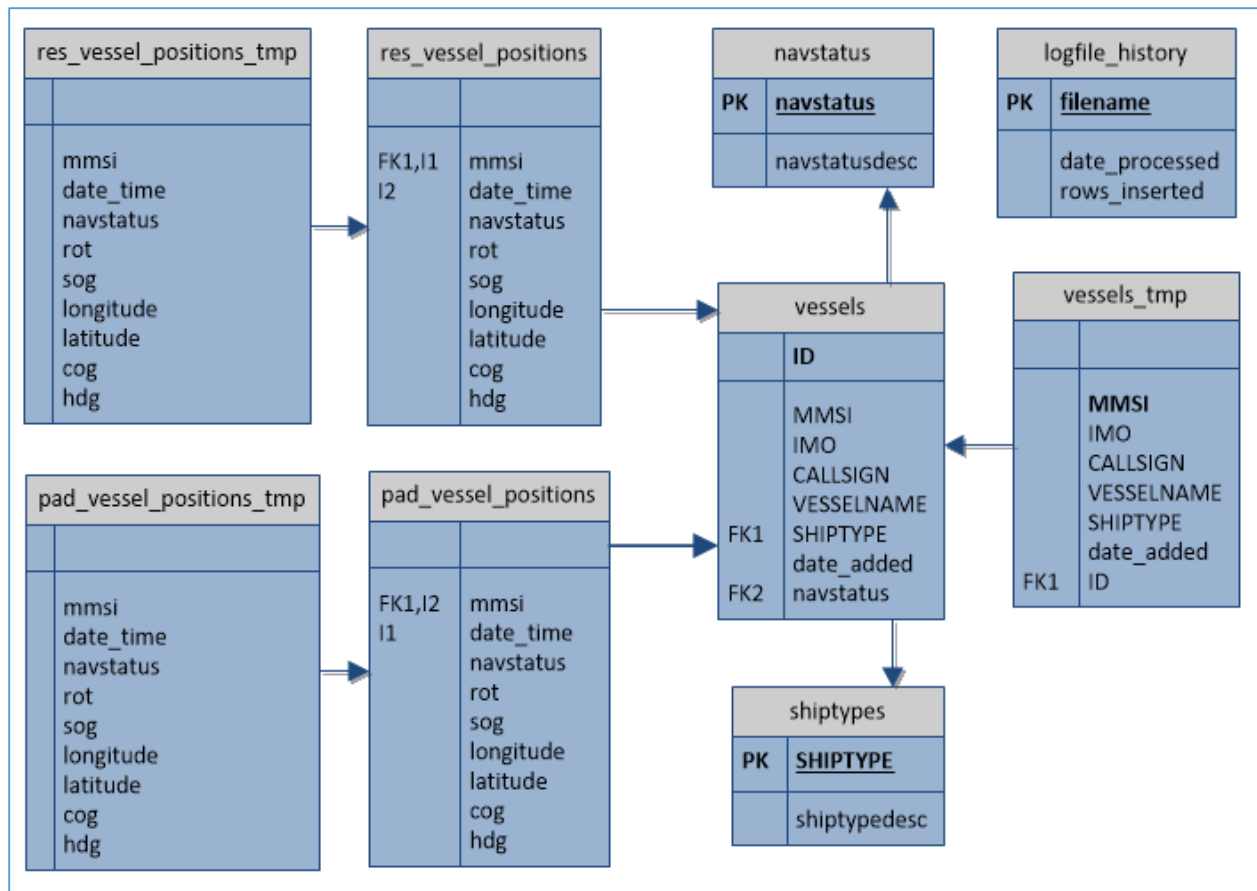 res_vessel_positions_tmp
mmsi
date_time
navstatus
rot
sog
longitude
latitude
cog
hdg
res_vessel_positions
FK1,I1 mmsi
I2 date_time
navstatus
rot
sog
longitude
latitude
cog
hdg
navstatus
PK navstatus
navstatusdesc
logfile_history
PK filename
date_processed
rows_inserted
vessels
ID
MMSI
IMO
CALLSIGN
VESSELNAME
FK1 SHIPTYPE
date_added
FK2 navstatus
vessels_tmp
MMSI
IMO
CALLSIGN
VESSELNAME
SHIPTYPE
date_added
FK1 ID
pad_vessel_positions_tmp
mmsi
date_time
navstatus
rot
sog
longitude
latitude
cog
hdg
pad_vessel_positions
FK1,I2 mmsi
I1 date_time
navstatus
rot
sog
longitude
latitude
cog
hdg
shiptypes
PK SHIPTYPE
shiptypedesc